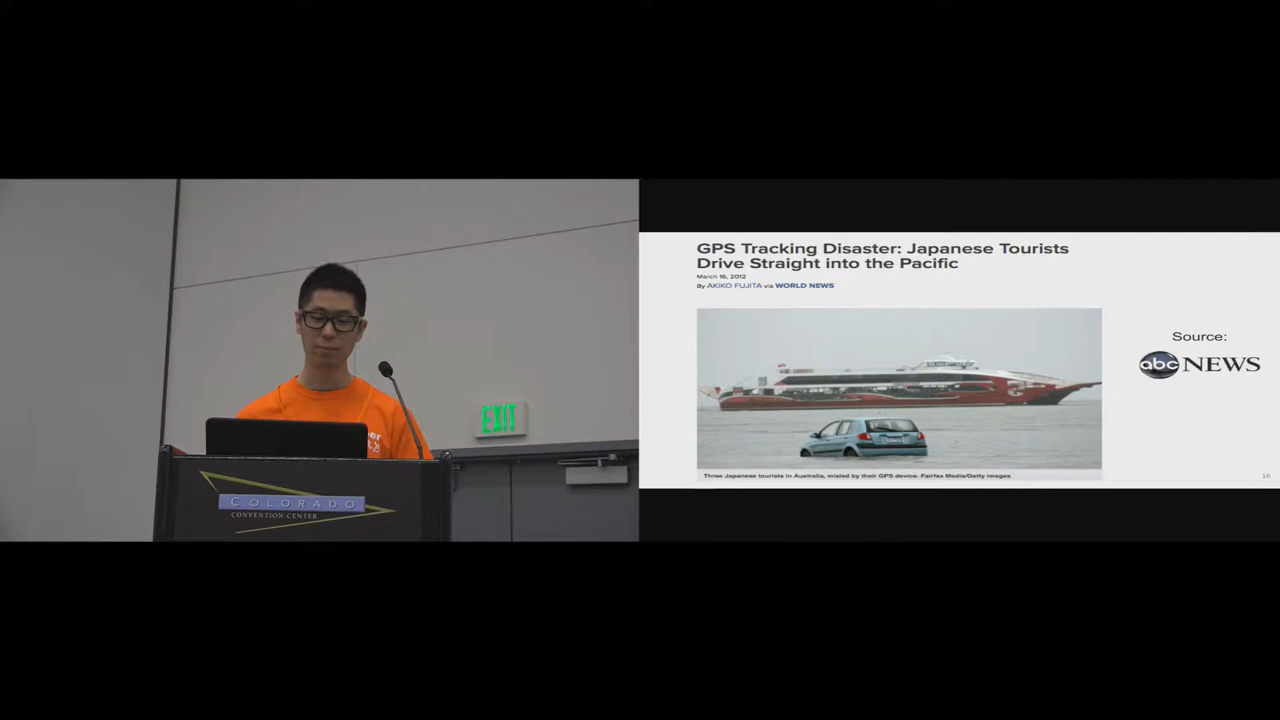 EXIT
COLORADO
CONVENTION CENTER
GPS Tracking Disaster: Japanese Tourists
Drive Straight into the Pacific
March 16, 2012
By AKIKO FUJITA via WORLD NEWS
Source:
abc NEWS
Three Japanese tourists in Australia, mislead by their GPS device. Fairfax Media/Getty Images
16